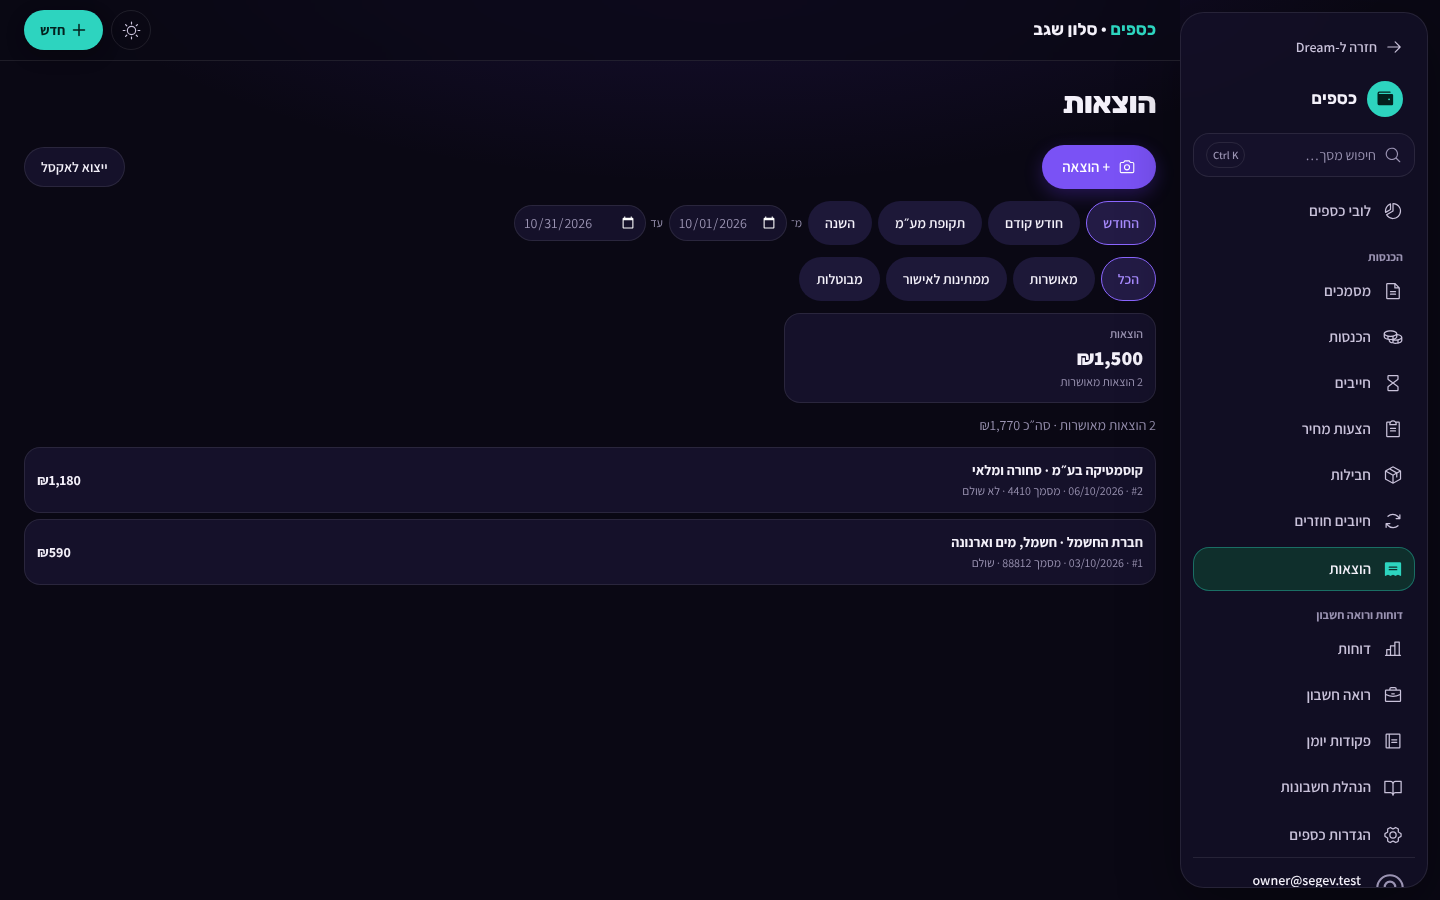 חזרה ל-Dream
כספים
חיפוש מסך...
Ctrl K
לובי כספים
הכנסות
מסמכים
הכנסות
חייבים
הצעות מחיר
חבילות
חיובים חוזרים
הוצאות
דוחות ורואה חשבון
דוחות
רואה חשבון
פקודות יומן
הנהלת חשבונות
הגדרות כספים
owner@segev.test
כספים • סלון שגב
+ חדש
הוצאות
+ הוצאה
ייצוא לאקסל
החודש
חודש קודם
תקופת מע״מ
השנה
מ־ 10/01/2026 עד 10/31/2026
הכל
מאושרות
ממתינות לאישור
מבוטלות
הוצאות
₪1,500
2 הוצאות מאושרות
2 הוצאות מאושרות · סה״כ ₪1,770
קוסמטיקה בע״מ · סחורה ומלאי
#2 · 06/10/2026 · מסמך 4410 · לא שולם
₪1,180
חברת החשמל · חשמל, מים וארנונה
#1 · 03/10/2026 · מסמך 88812 · שולם
₪590